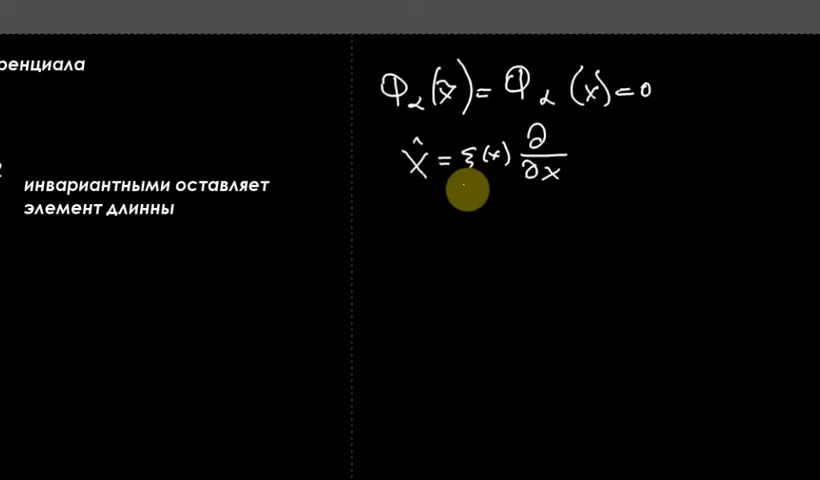 ренциала
инвариантными оставляет
элемент длинны
Φ_α(x̃) = Φ_α(x) = 0
X̂ = ξ(x) ∂/∂x